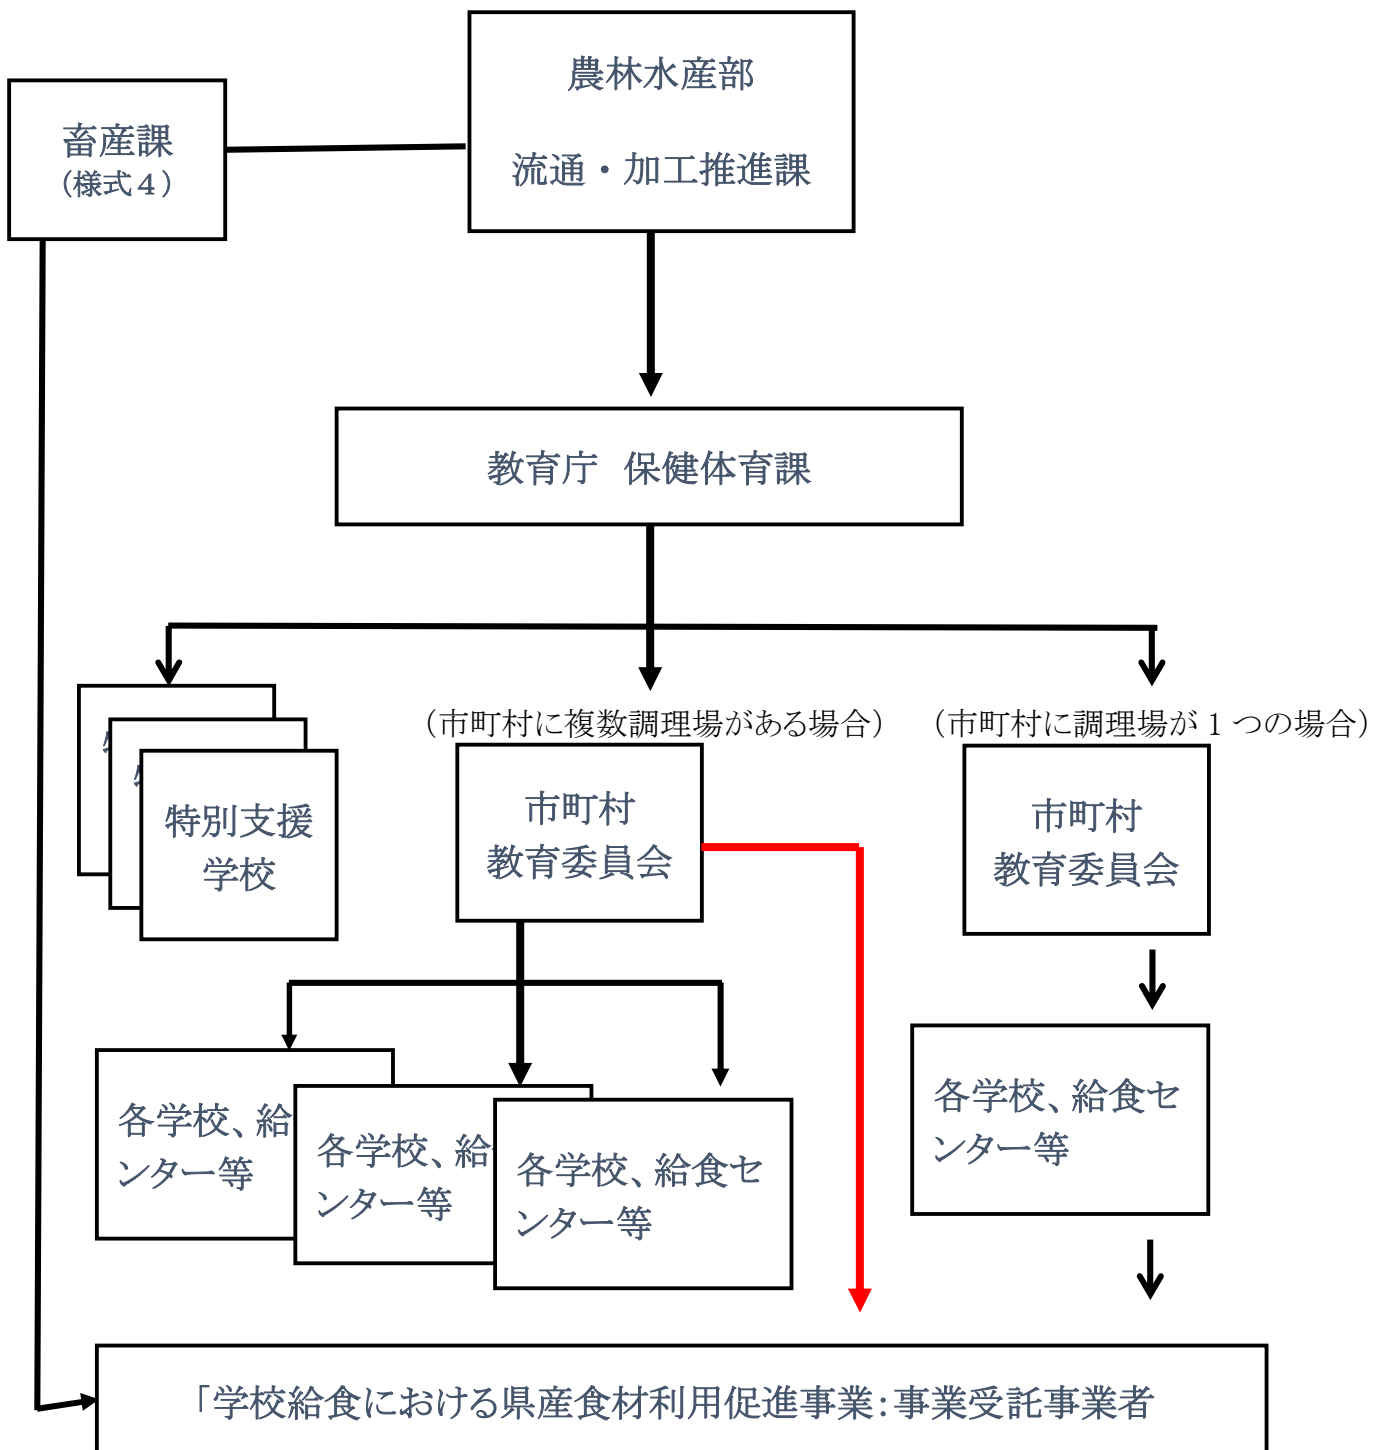 農林水産部
流通・加工推進課
畜産課
（様式４）
教育庁　保健体育課
（市町村に複数調理場がある場合）
（市町村に調理場が１つの場合）
特別支援
学校
市町村
教育委員会
市町村
教育委員会
各学校、給
ンター等
各学校、給
ンター等
各学校、給食セ
ンター等
各学校、給食セ
ンター等
「学校給食における県産食材利用促進事業：事業受託事業者